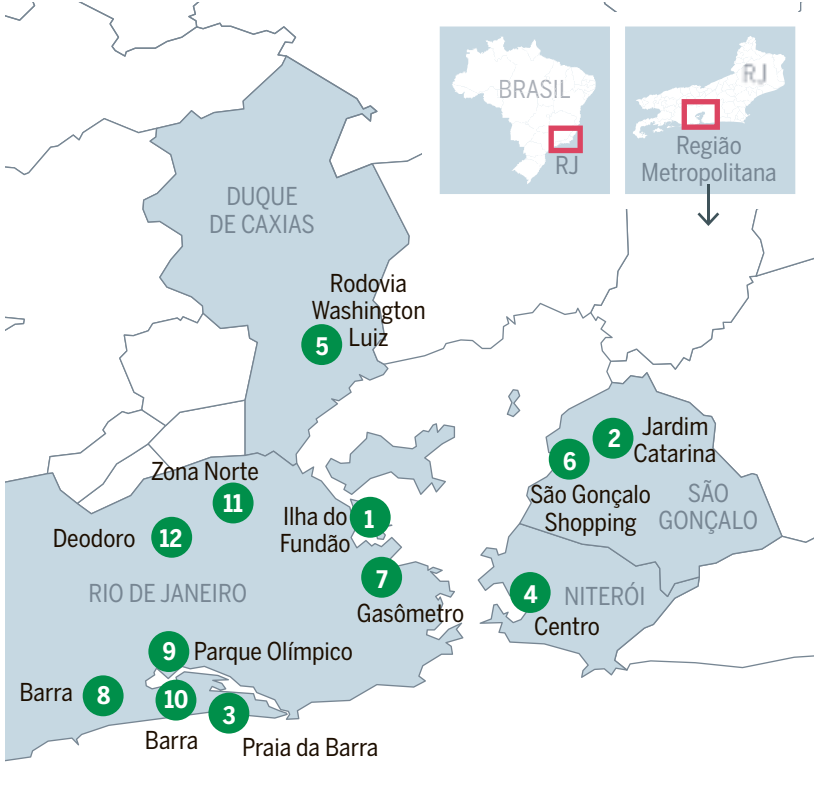 BRASIL
RJ
RJ
Região
Metropolitana
DUQUE
DE CAXIAS
Rodovia
Washington
Luiz
5
2
Jardim
Catarina
6
São Gonçalo
Shopping
SÃO
GONÇALO
Zona Norte
11
Ilha do
Fundão
1
Deodoro
12
7
Gasômetro
RIO DE JANEIRO
4
NITERÓI
Centro
9
Parque Olímpico
Barra
8
10
Barra
3
Praia da Barra